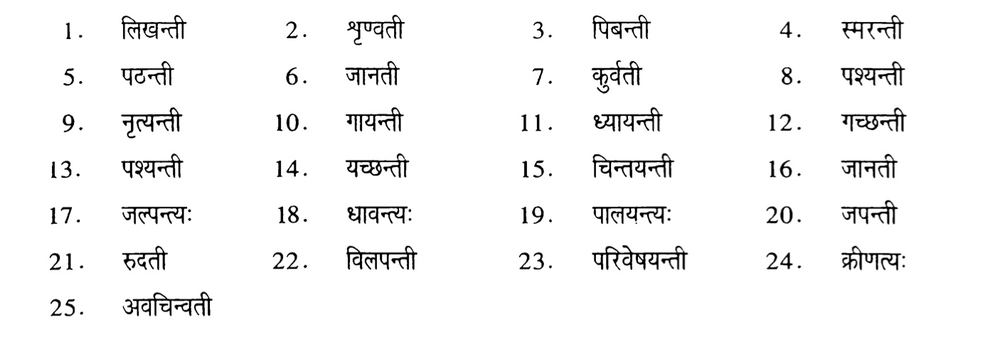 1. लिखन्ती 2. शृण्वती 3. पिबन्ती 4. स्मरन्ती
5. पठन्ती 6. जानती 7. कुर्वती 8. पश्यन्ती
9. नृत्यन्ती 10. गायन्ती 11. ध्यायन्ती 12. गच्छन्ती
13. पश्यन्ती 14. यच्छन्ती 15. चिन्तयन्ती 16. जानती
17. जल्पन्त्यः 18. धावन्त्यः 19. पालयन्त्यः 20. जपन्ती
21. रुदती 22. विलपन्ती 23. परिवेषयन्ती 24. क्रीणत्यः
25. अवचिन्वती